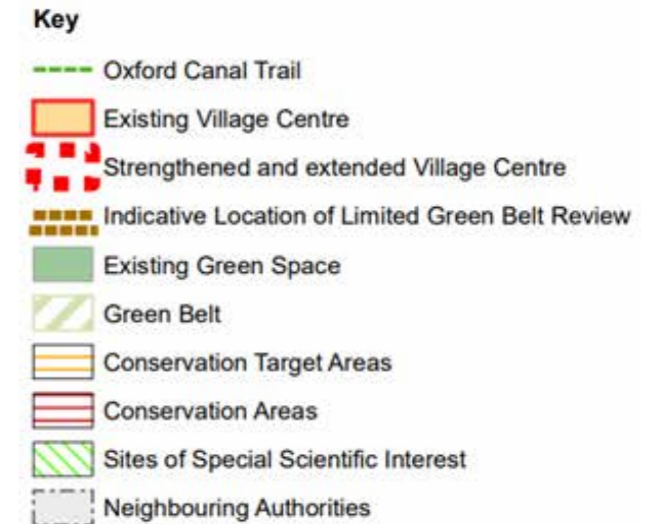 Key
Oxford Canal Trail
Existing Village Centre
Strengthened and extended Village Centre
Indicative Location of Limited Green Belt Review
Existing Green Space
Green Belt
Conservation Target Areas
Conservation Areas
Sites of Special Scientific Interest
Neighbouring Authorities